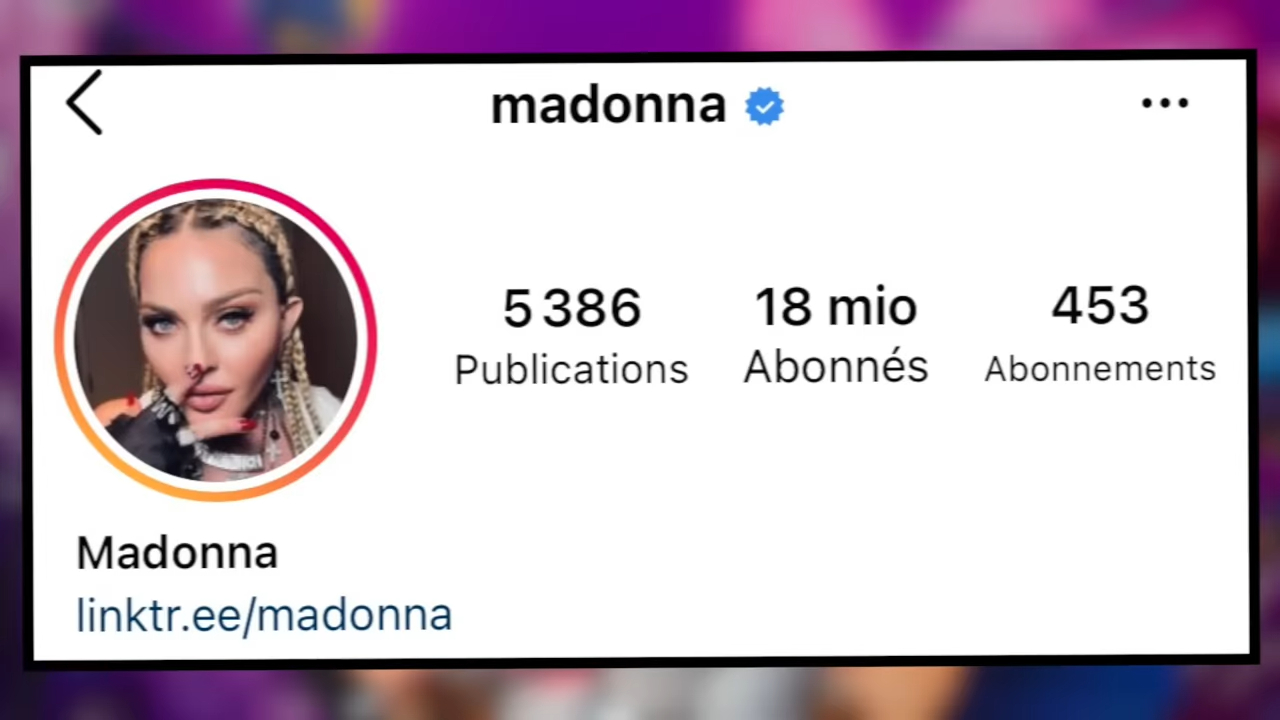 madonna
5 386 18 mio 453
Publications Abonnés Abonnements
Madonna
linktr.ee/madonna